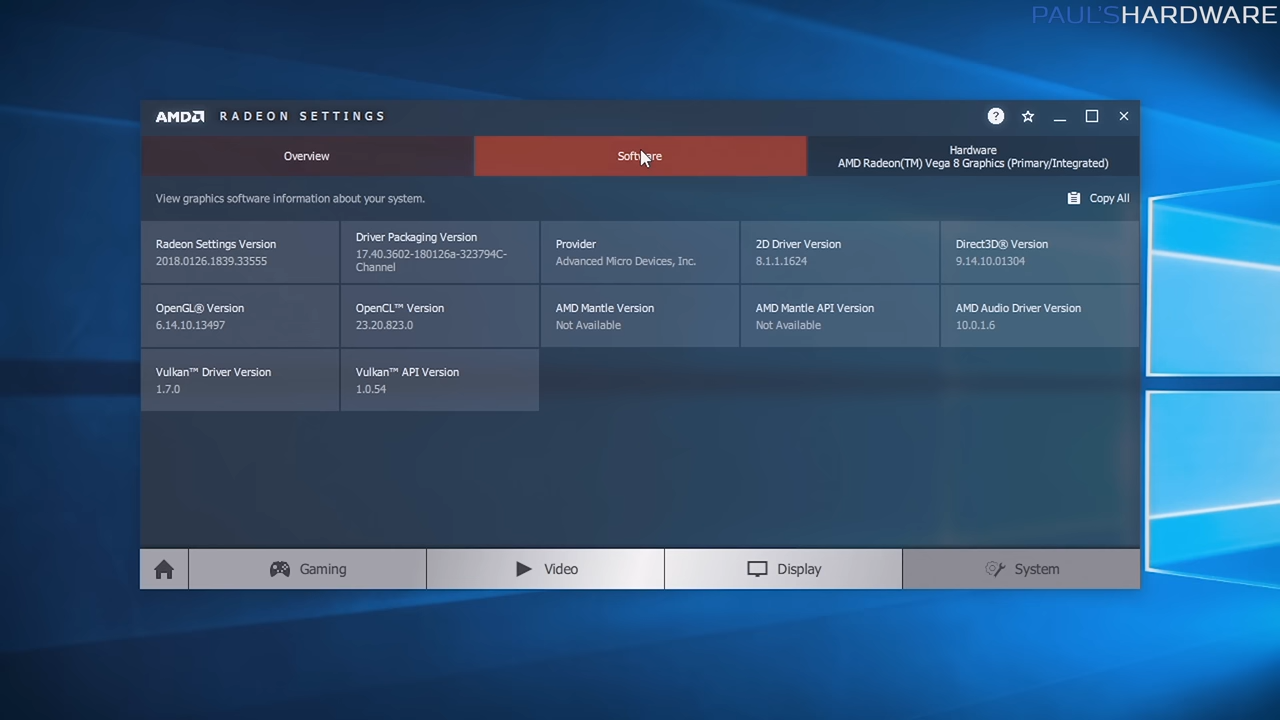 PAUL'SHARDWARE
AMD RADEON SETTINGS
?
Overview
Software
Hardware
AMD Radeon(TM) Vega 8 Graphics (Primary/Integrated)
View graphics software information about your system.
Copy All
Radeon Settings Version
2018.0126.1839.33555
Driver Packaging Version
17.40.3602-180126a-323794C-
Channel
Provider
Advanced Micro Devices, Inc.
2D Driver Version
8.1.1.1624
Direct3D® Version
9.14.10.01304
OpenGL® Version
6.14.10.13497
OpenCL™ Version
23.20.823.0
AMD Mantle Version
Not Available
AMD Mantle API Version
Not Available
AMD Audio Driver Version
10.0.1.6
Vulkan™ Driver Version
1.7.0
Vulkan™ API Version
1.0.54
Gaming
Video
Display
System